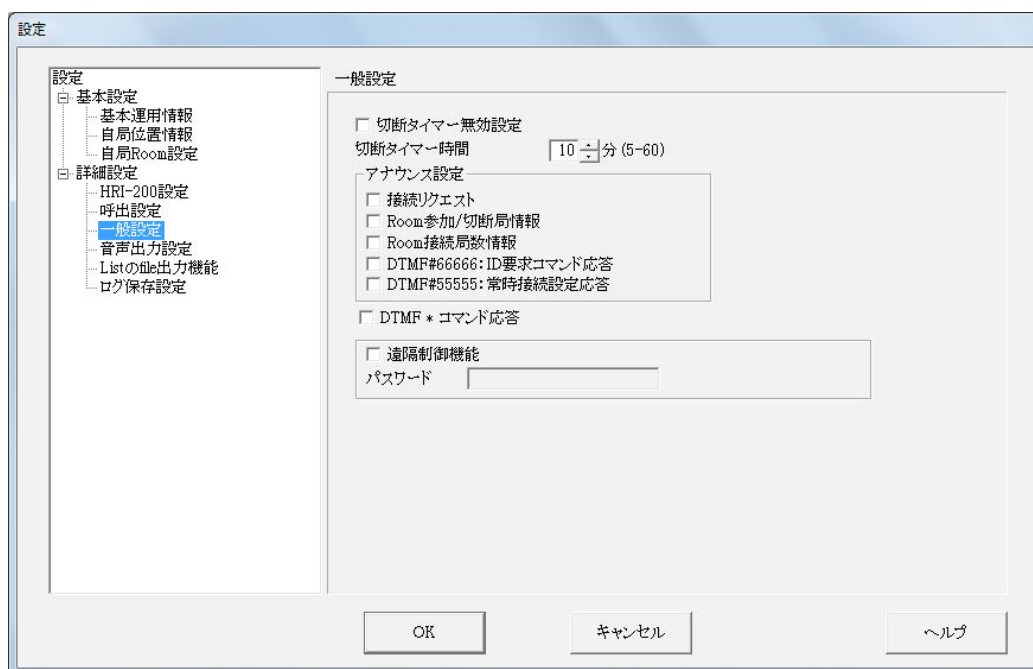 設定
設定
基本設定
基本運用情報
自局位置情報
自局Room設定
詳細設定
HRI-200設定
呼出設定
一般設定
音声出力設定
Listのfile出力機能
ログ保存設定
一般設定
切断タイマー無効設定
切断タイマー時間 10 分(5-60)
アナウンス設定
接続リクエスト
Room参加/切断局情報
Room接続局数情報
DTMF#66666:ID要求コマンド応答
DTMF#55555:常時接続設定応答
DTMF * コマンド応答
遠隔制御機能
パスワード
OK キャンセル ヘルプ